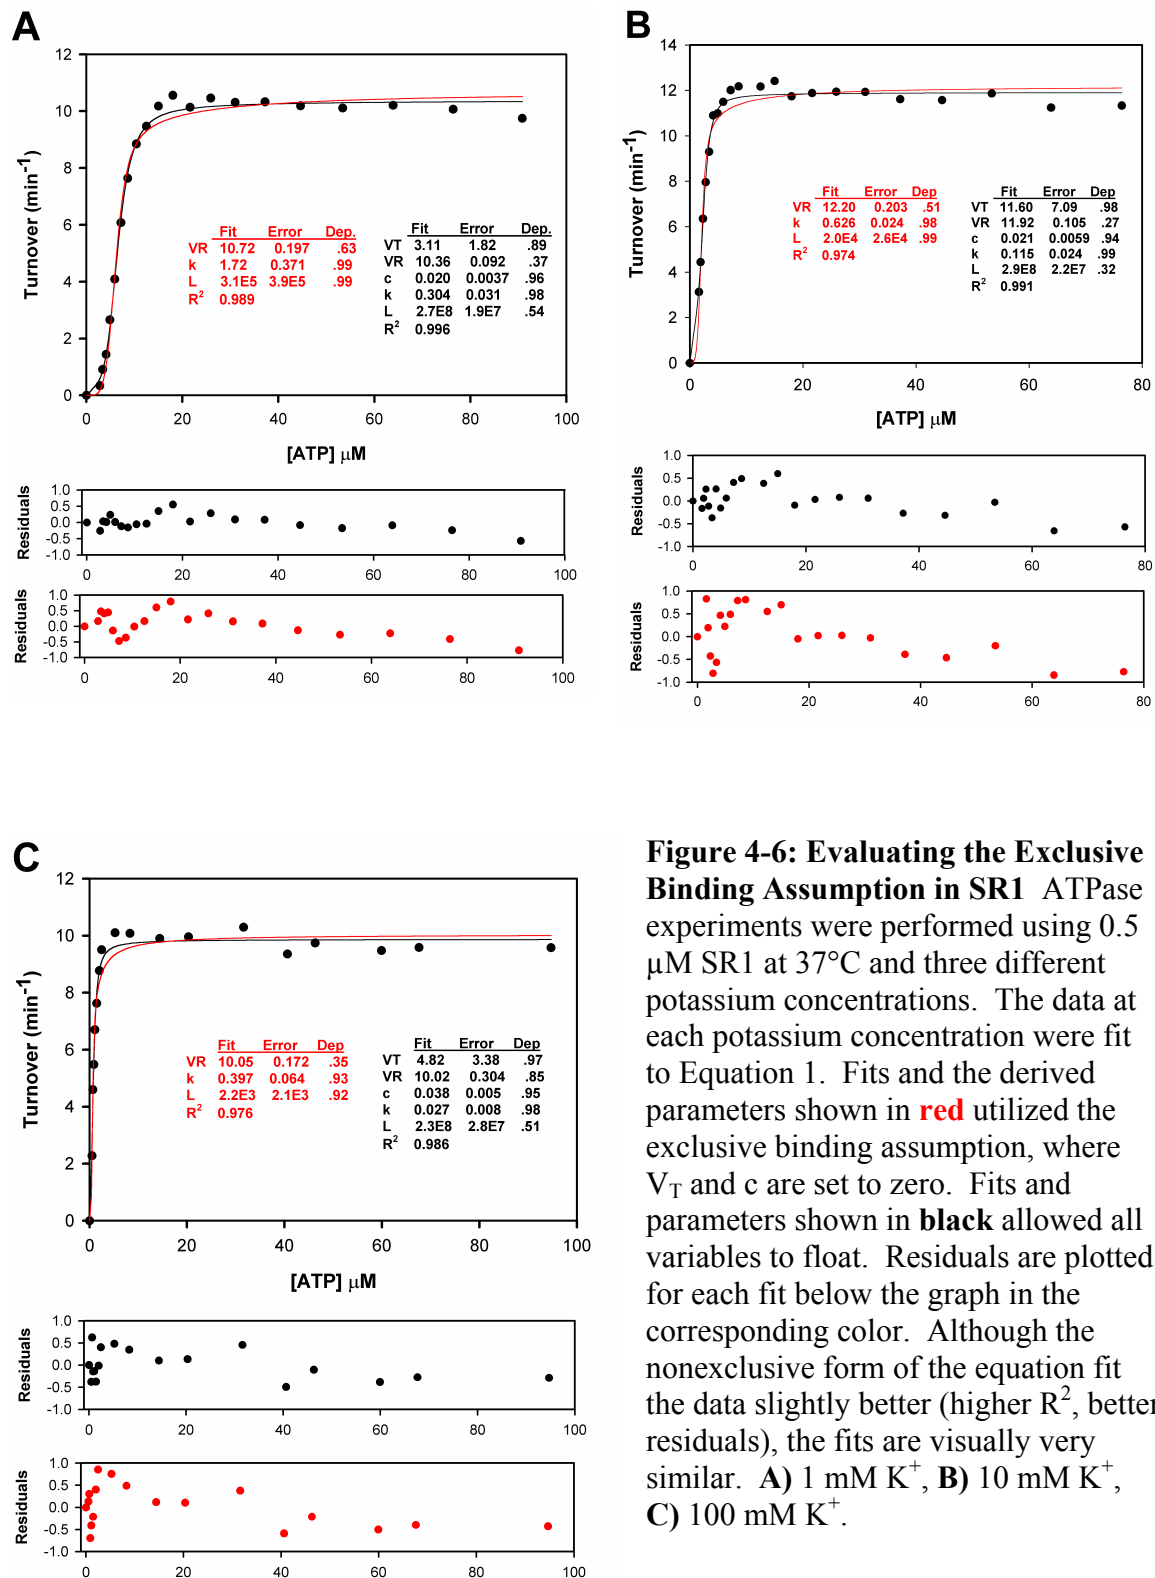 A
12
10
8
6
4
2
0
Turnover (min-1)
Fit Error Dep.
VR 10.72 0.197 .63
k 1.72 0.371 .99
L 3.1E5 3.9E5 .99
R2 0.989
Fit Error Dep.
VT 3.11 1.82 .89
VR 10.36 0.092 .37
c 0.020 0.0037 .96
k 0.304 0.031 .98
L 2.7E8 1.9E7 .54
R2 0.996
0 20 40 60 80 100
[ATP] µM
Residuals
1.0
0.5
0.0
-0.5
-1.0
0 20 40 60 80 100
Residuals
1.0
0.5
0.0
-0.5
-1.0
0 20 40 60 80 100
B
14
12
10
8
6
4
2
0
Turnover (min-1)
Fit Error Dep
VR 12.20 0.203 .51
k 0.626 0.024 .98
L 2.0E4 2.6E4 .99
R2 0.974
Fit Error Dep
VT 11.60 7.09 .98
VR 11.92 0.105 .27
c 0.021 0.0059 .94
k 0.115 0.024 .99
L 2.9E8 2.2E7 .32
R2 0.991
0 20 40 60 80
[ATP] µM
Residuals
1.0
0.5
0.0
-0.5
-1.0
0 20 40 60 80
Residuals
1.0
0.5
0.0
-0.5
-1.0
0 20 40 60 80
C
12
10
8
6
4
2
0
Turnover (min-1)
Fit Error Dep
VR 10.05 0.172 .35
k 0.397 0.064 .93
L 2.2E3 2.1E3 .92
R2 0.976
Fit Error Dep
VT 4.82 3.38 .97
VR 10.02 0.304 .85
c 0.038 0.005 .95
k 0.027 0.008 .98
L 2.3E8 2.8E7 .51
R2 0.986
0 20 40 60 80 100
[ATP] µM
Residuals
1.0
0.5
0.0
-0.5
-1.0
0 20 40 60 80 100
Residuals
1.0
0.5
0.0
-0.5
-1.0
0 20 40 60 80 100
Figure 4-6: Evaluating the Exclusive
Binding Assumption in SR1 ATPase
experiments were performed using 0.5
µM SR1 at 37°C and three different
potassium concentrations. The data at
each potassium concentration were fit
to Equation 1. Fits and the derived
parameters shown in red utilized the
exclusive binding assumption, where
VT and c are set to zero. Fits and
parameters shown in black allowed all
variables to float. Residuals are plotted
for each fit below the graph in the
corresponding color. Although the
nonexclusive form of the equation fit
the data slightly better (higher R2, better
residuals), the fits are visually very
similar. A) 1 mM K+, B) 10 mM K+,
C) 100 mM K+.